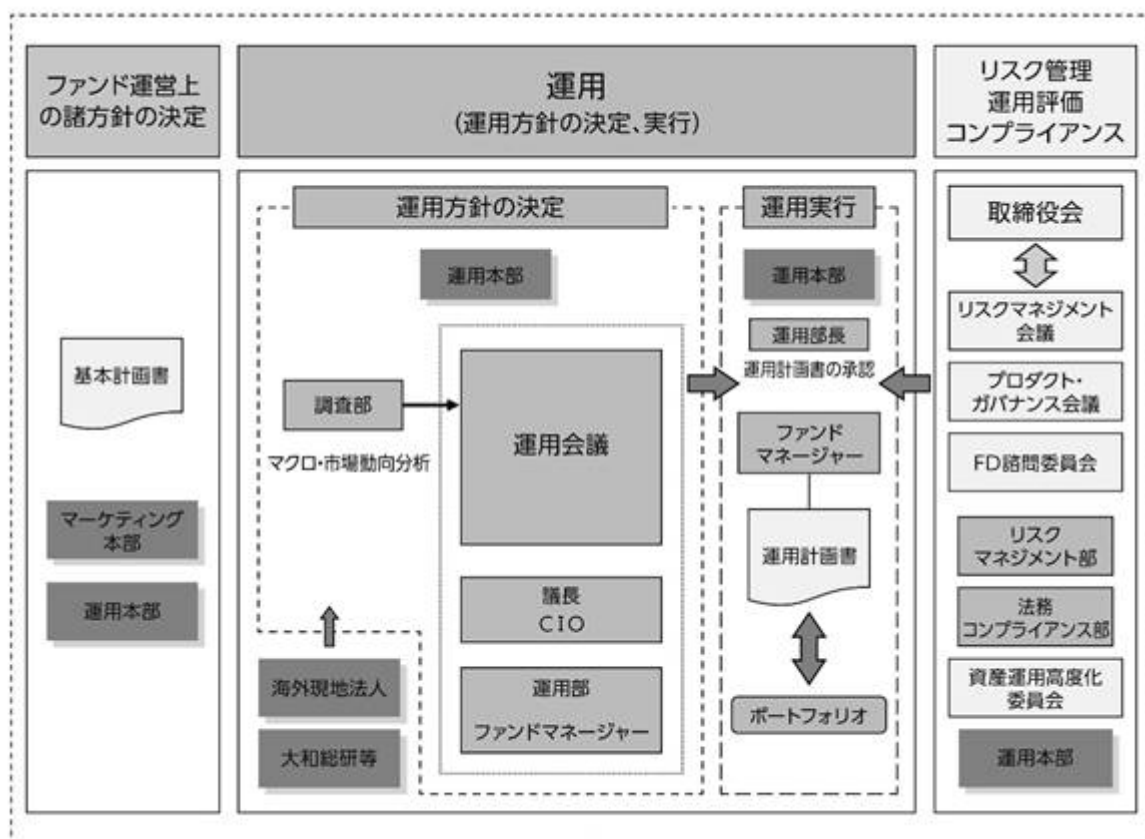 ファンド運営上
の諸方針の決定
運用
(運用方針の決定、実行)
リスク管理
運用評価
コンプライアンス
基本計画書
マーケティング
本部
運用本部
運用方針の決定
運用本部
調査部
マクロ・市場動向分析
運用会議
議長
CIO
運用部
ファンドマネージャー
海外現地法人
大和総研等
運用実行
運用本部
運用部長
運用計画書の承認
ファンド
マネージャー
運用計画書
ポートフォリオ
取締役会
リスクマネジメント
会議
プロダクト・
ガバナンス会議
FD諮問委員会
リスク
マネジメント部
法務
コンプライアンス部
資産運用高度化
委員会
運用本部